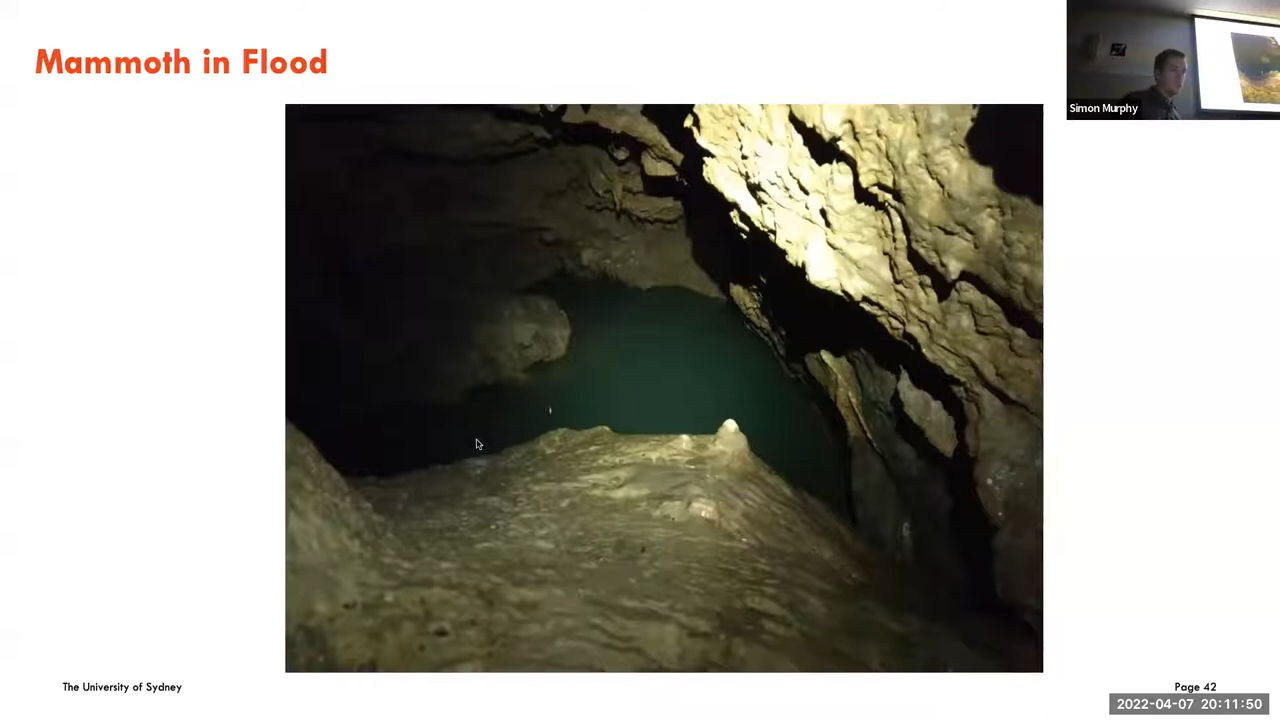 Mammoth in Flood
Simon Murphy
The University of Sydney
Page 42
2022-04-07 20:11:50